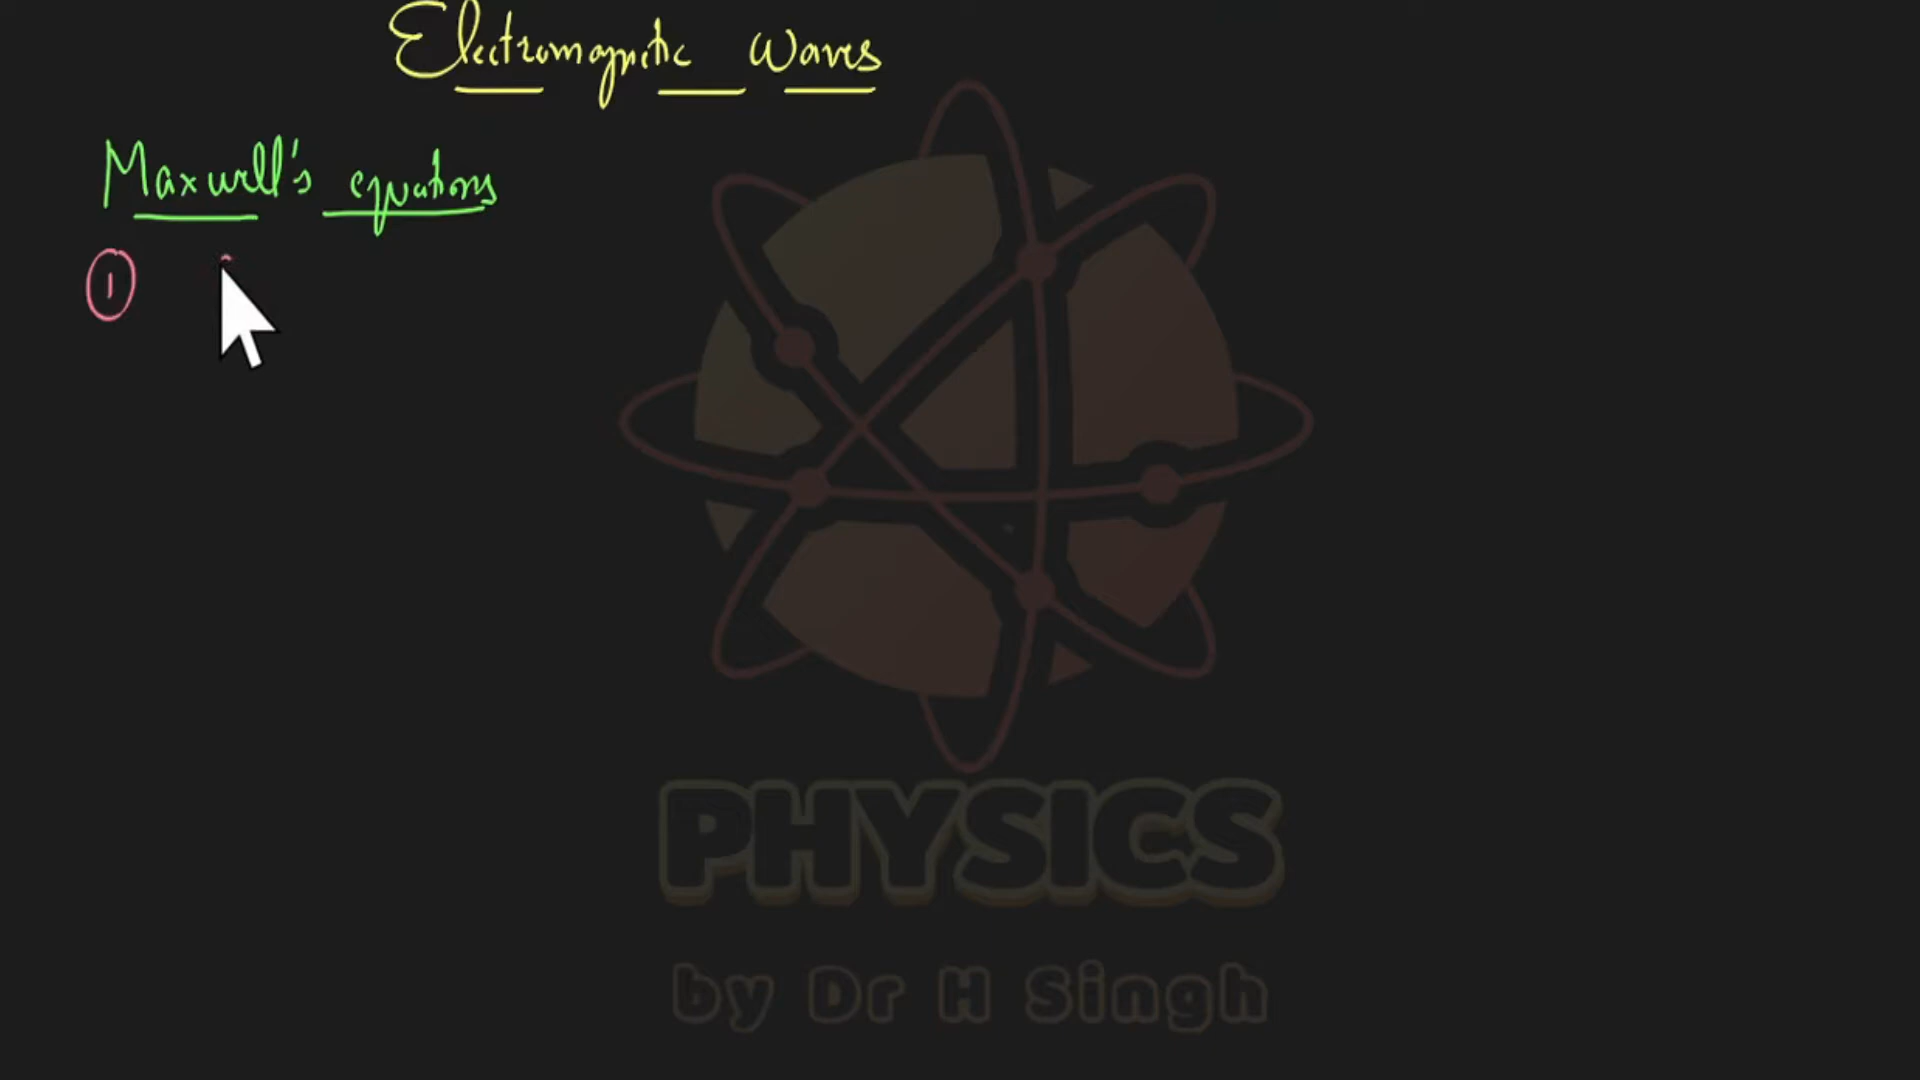 Electromagnetic Waves
Maxwell's equations
①
PHYSICS
by Dr H Singh